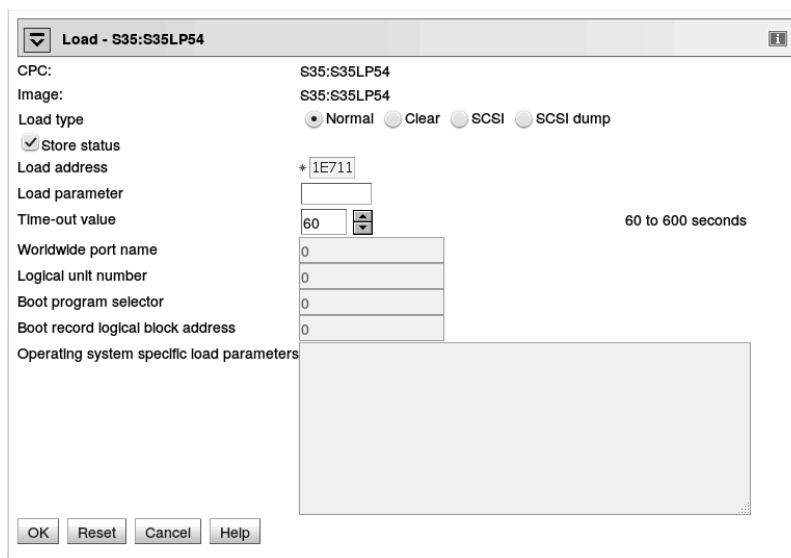 Load - S35:S35LP54
CPC: S35:S35LP54
Image: S35:S35LP54
Load type Normal Clear SCSI SCSI dump
Store status
Load address * 1E711
Load parameter
Time-out value 60 60 to 600 seconds
Worldwide port name 0
Logical unit number 0
Boot program selector 0
Boot record logical block address 0
Operating system specific load parameters
OK Reset Cancel Help